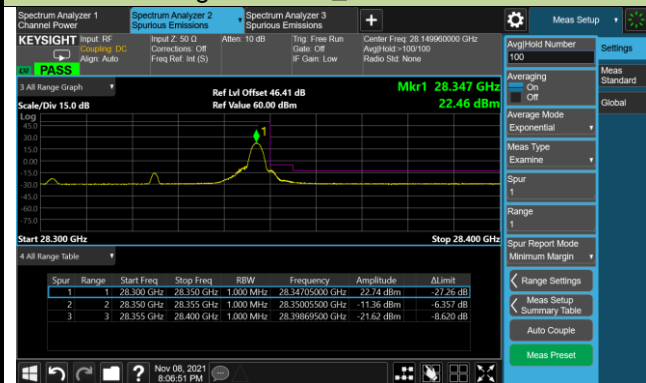 Spectrum Analyzer 1
Channel Power
Spectrum Analyzer 2
Spurious Emissions
Spectrum Analyzer 3
Spurious Emissions
+
Meas Setup
KEYSIGHT
Input: RF
Coupling: DC
Align: Auto
Input Z: 50 Ω
Corrections: Off
Freq Ref: Int (S)
Atten: 10 dB
Trig: Free Run
Gate: Off
IF Gain: Low
Center Freq: 28.149960000 GHz
Avg|Hold:>100/100
Radio Std: None
PASS
3 All Range Graph
Ref Lvl Offset 46.41 dB
Mkr1 28.347 GHz
Scale/Div 15.0 dB
Ref Value 60.00 dBm
22.46 dBm
Log
45.0
30.0
15.0
0.00
-15.0
-30.0
-45.0
-60.0
-75.0
1
Start 28.300 GHz
Stop 28.400 GHz
4 All Range Table
Spur Range Start Freq Stop Freq RBW Frequency Amplitude ΔLimit
1 1 28.300 GHz 28.350 GHz 1.000 MHz 28.34705000 GHz 22.74 dBm -27.26 dB
2 2 28.350 GHz 28.355 GHz 1.000 MHz 28.35005500 GHz -11.36 dBm -6.357 dB
3 3 28.355 GHz 28.400 GHz 1.000 MHz 28.39869500 GHz -21.62 dBm -8.620 dB
Avg|Hold Number
100
Averaging
On
Off
Average Mode
Exponential
Meas Type
Examine
Spur
1
Range
1
Spur Report Mode
Minimum Margin
Range Settings
Meas Setup
Summary Table
Auto Couple
Meas Preset
Settings
Meas
Standard
Global
?
Nov 08, 2021
8:06:51 PM